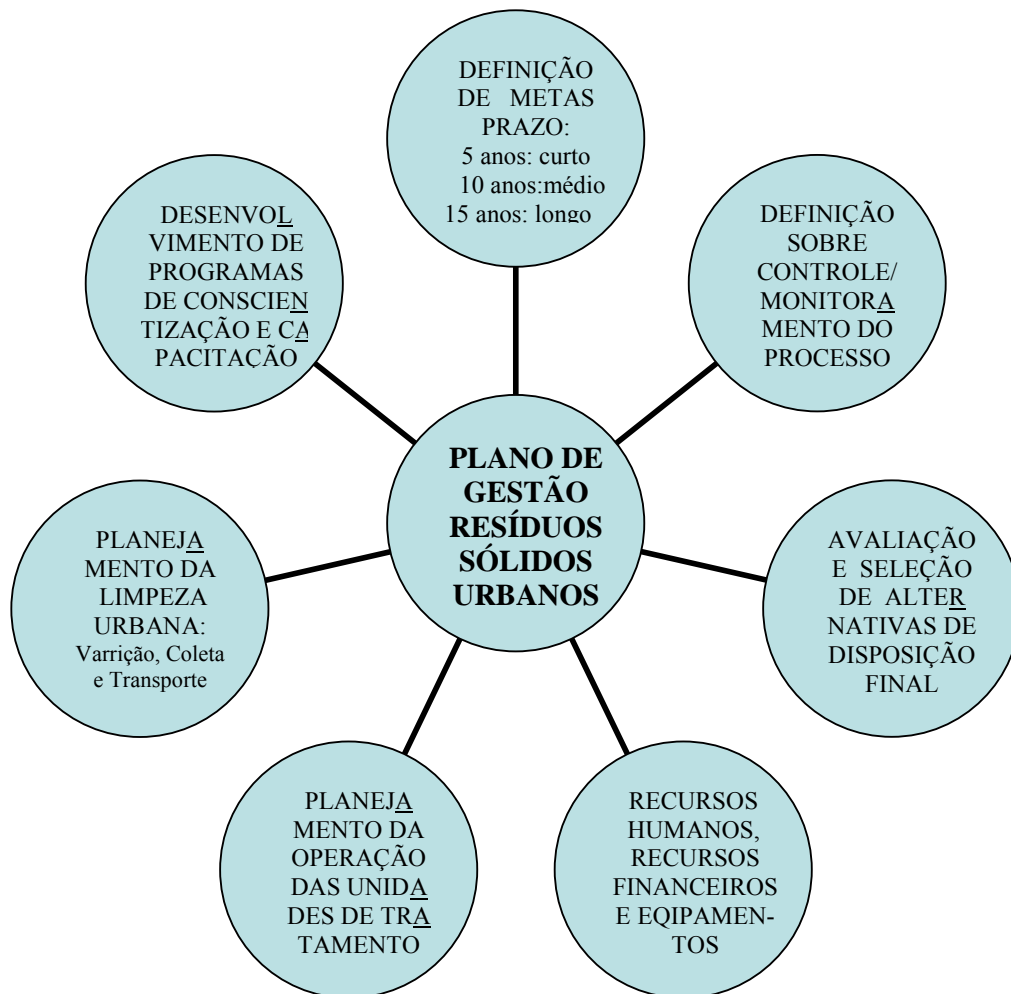 DEFINIÇÃO
DE METAS
PRAZO:
5 anos: curto
10 anos:médio
15 anos: longo
DEFINIÇÃO
SOBRE
CONTROLE/
MONITORA
MENTO DO
PROCESSO
AVALIAÇÃO
E SELEÇÃO
DE ALTER
NATIVAS DE
DISPOSIÇÃO
FINAL
RECURSOS
HUMANOS,
RECURSOS
FINANCEIROS
E EQIPAMEN-
TOS
PLANEJA
MENTO DA
OPERAÇÃO
DAS UNIDA
DES DE TRA
TAMENTO
PLANEJA
MENTO DA
LIMPEZA
URBANA:
Varrição, Coleta
e Transporte
DESENVOL
VIMENTO DE
PROGRAMAS
DE CONSCIEN
TIZAÇÃO E CA
PACITAÇÃO
PLANO DE
GESTÃO
RESÍDUOS
SÓLIDOS
URBANOS